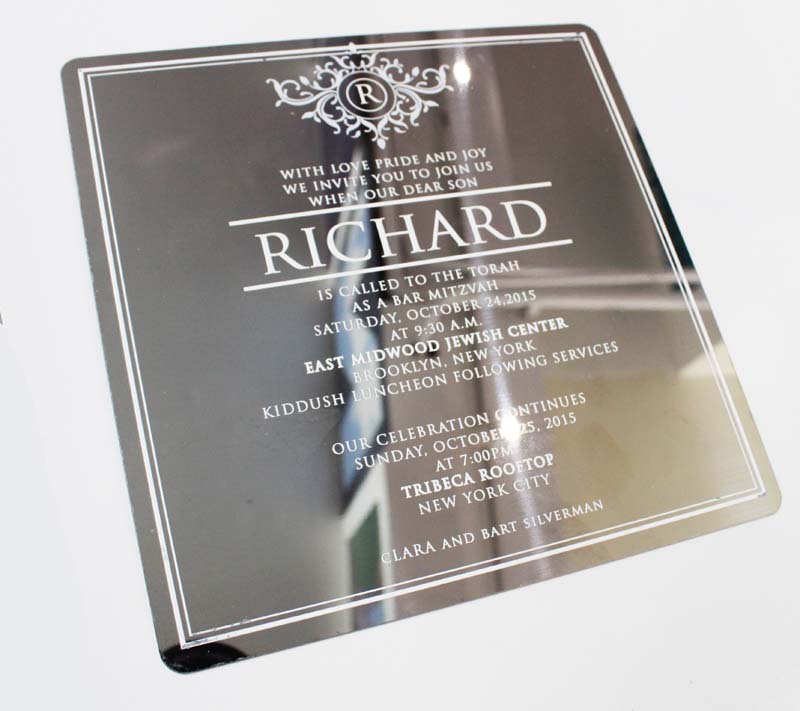 R
WITH LOVE PRIDE AND JOY
WE INVITE YOU TO JOIN US
WHEN OUR DEAR SON
RICHARD
IS CALLED TO THE TORAH
AS A BAR MITZVAH
SATURDAY, OCTOBER 24,2015
AT 9:30 A.M.
EAST MIDWOOD JEWISH CENTER
BROOKLYN, NEW YORK
KIDDUSH LUNCHEON FOLLOWING SERVICES
OUR CELEBRATION CONTINUES
SUNDAY, OCTOBER 25, 2015
AT 7:00PM
TRIBECA ROOFTOP
NEW YORK CITY
CLARA AND BART SILVERMAN